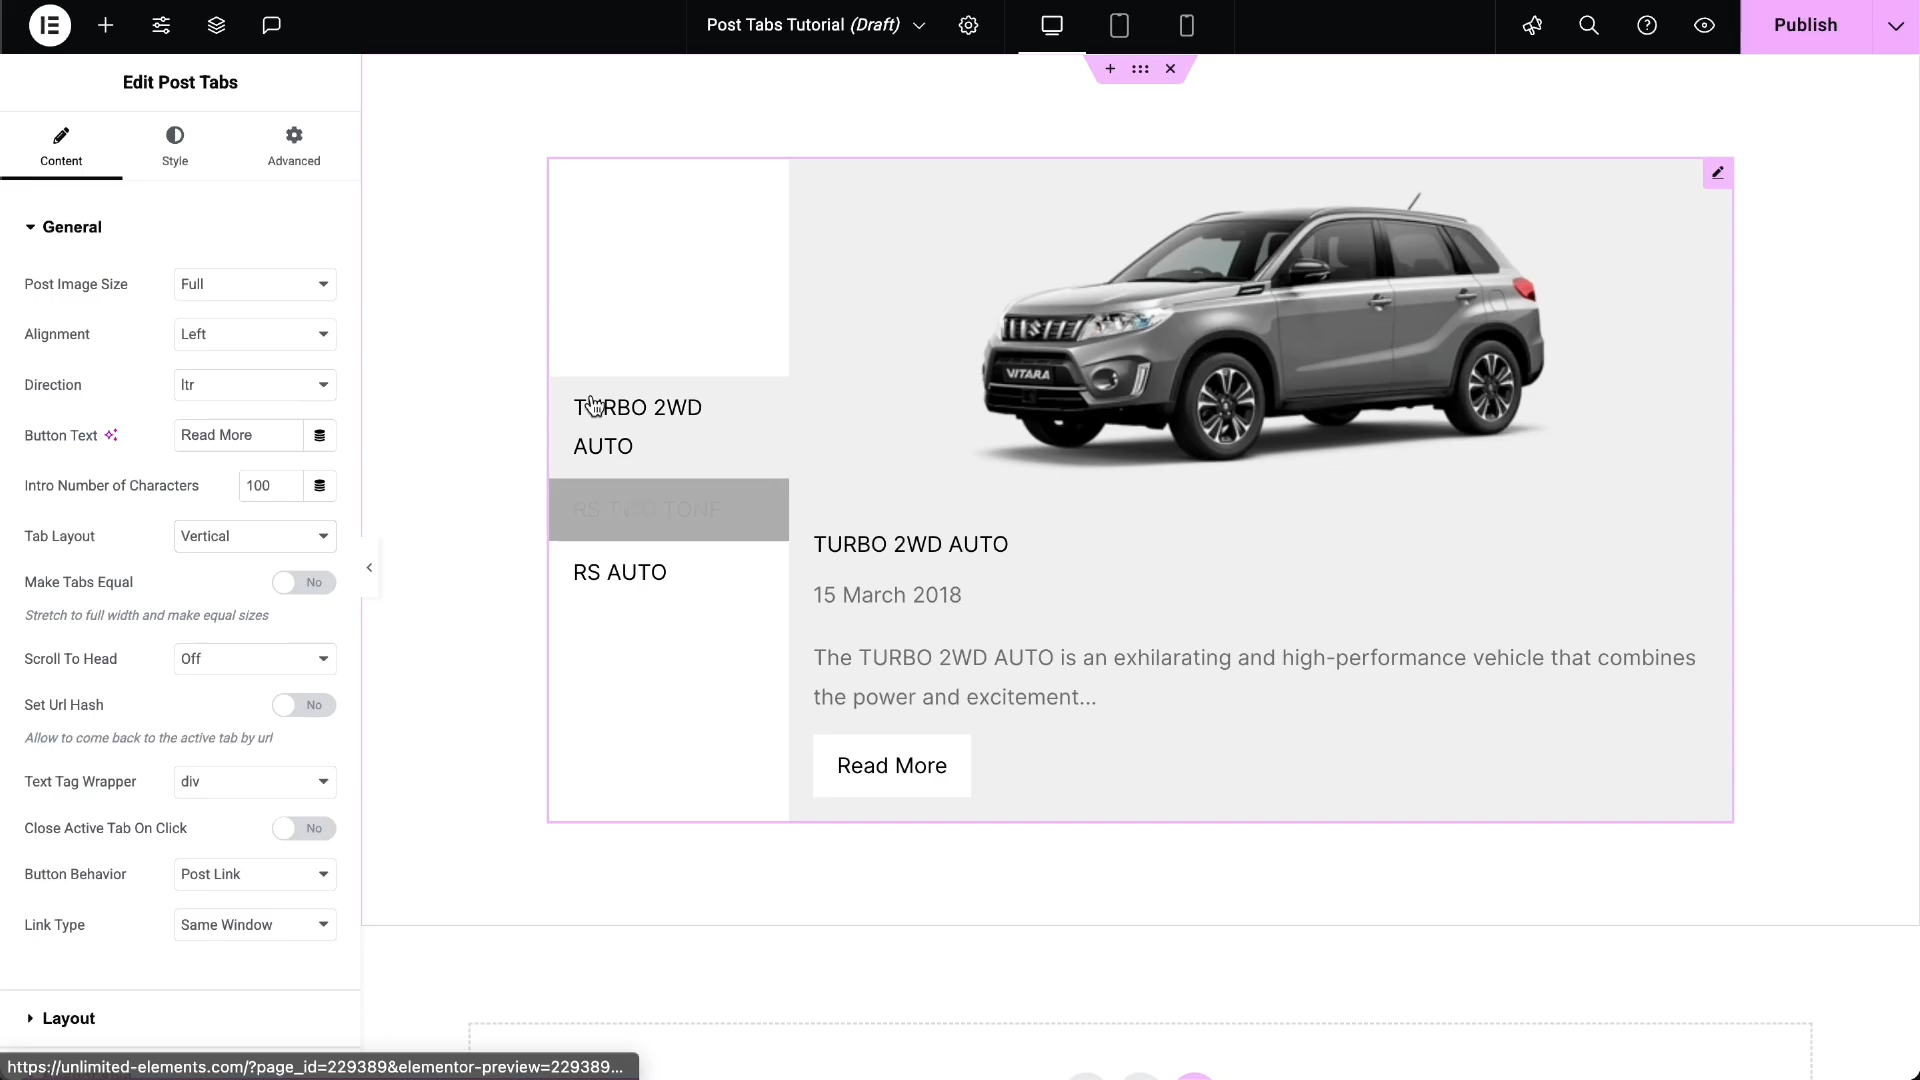 Post Tabs Tutorial (Draft)
Publish
Edit Post Tabs
Content
Style
Advanced
General
Post Image Size
Full
Alignment
Left
Direction
ltr
Button Text
Read More
Intro Number of Characters
100
Tab Layout
Vertical
Make Tabs Equal
No
Stretch to full width and make equal sizes
Scroll To Head
Off
Set Url Hash
No
Allow to come back to the active tab by url
Text Tag Wrapper
div
Close Active Tab On Click
No
Button Behavior
Post Link
Link Type
Same Window
Layout
https://unlimited-elements.com/?page_id=229389&elementor-preview=229389...
TURBO 2WD
AUTO
RS TWO TONE
RS AUTO
VITARA
TURBO 2WD AUTO
15 March 2018
The TURBO 2WD AUTO is an exhilarating and high-performance vehicle that combines
the power and excitement...
Read More